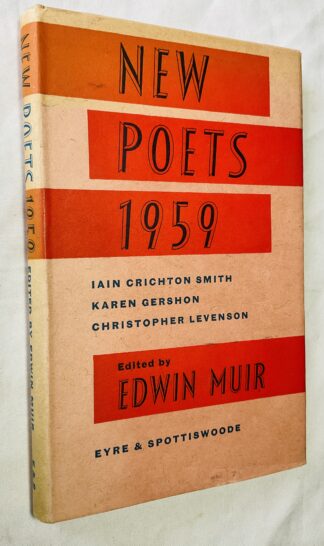 NEW
POETS
1959
IAIN CRICHTON SMITH
KAREN GERSHON
CHRISTOPHER LEVENSON
Edited by
EDWIN MUIR
EYRE & SPOTTISWOODE
NEW POETS 1959
EDITED BY EDWIN MUIR